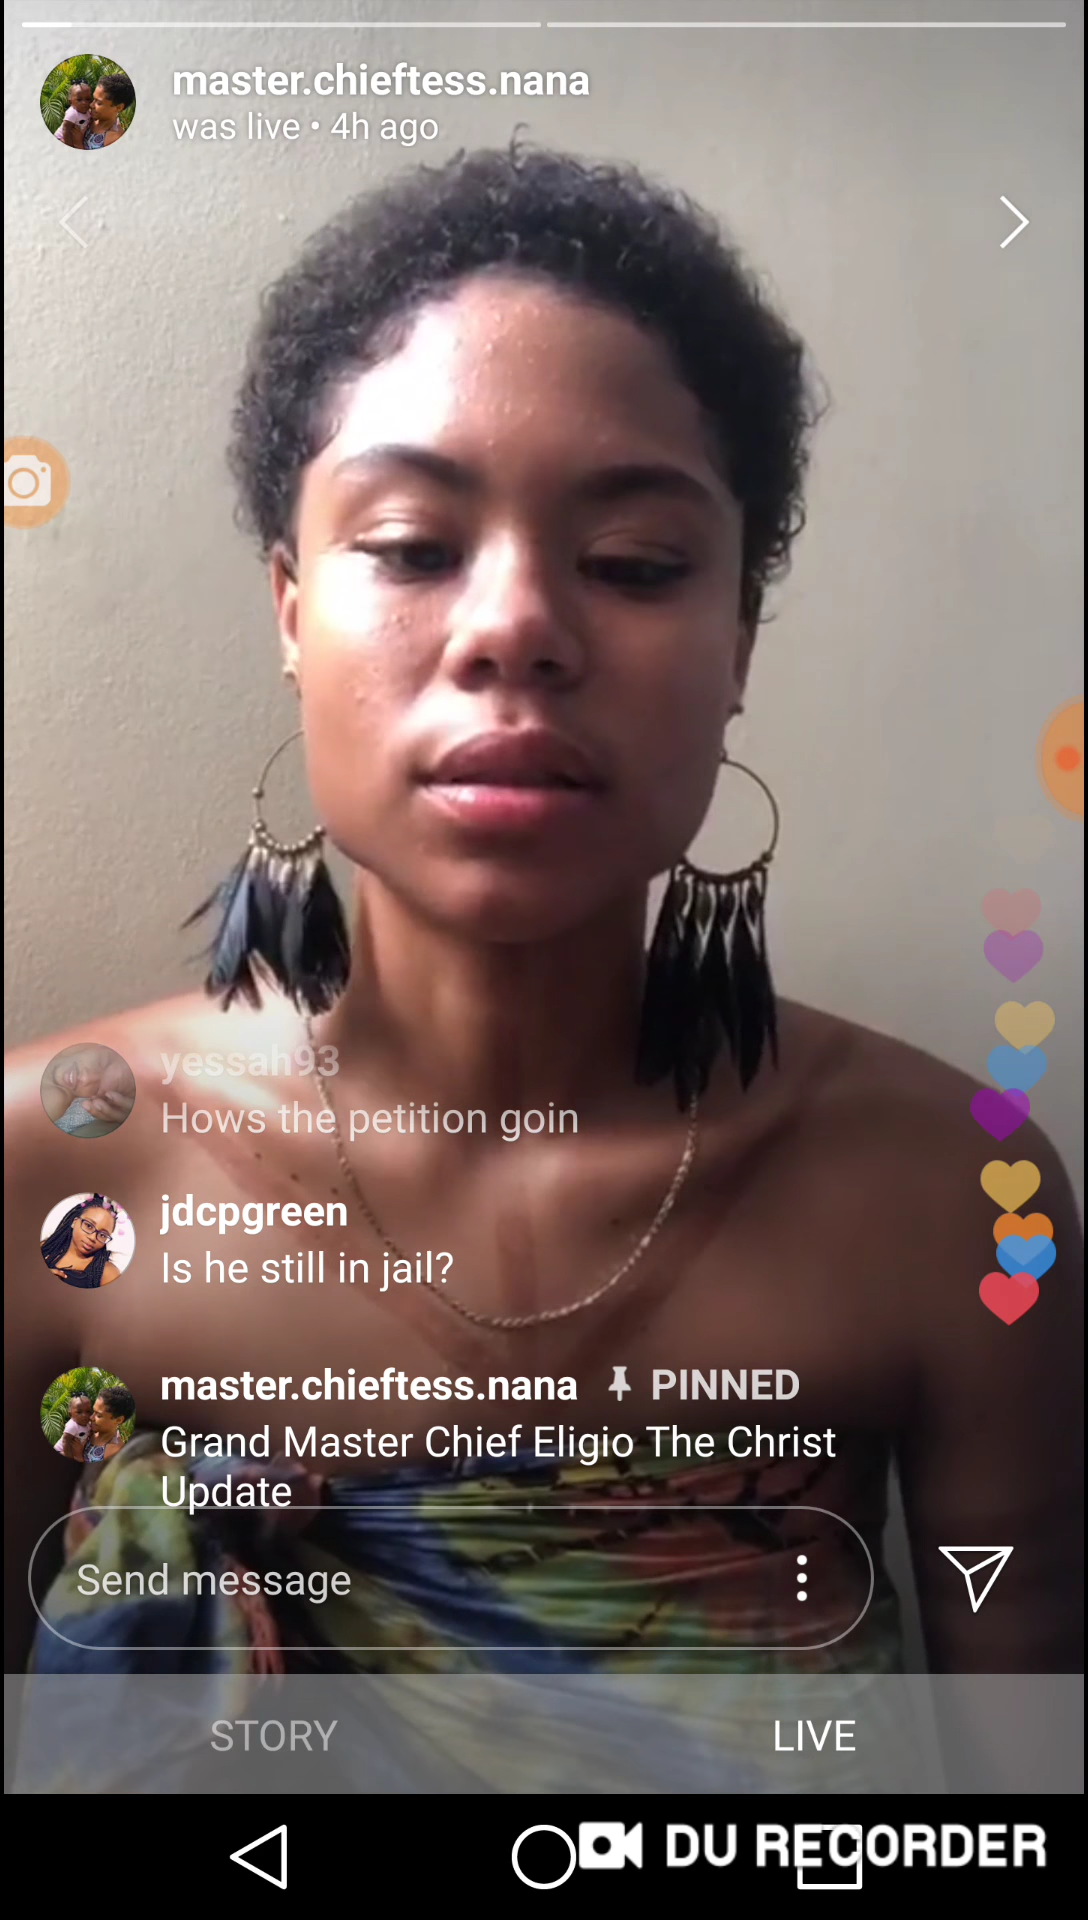 master.chieftess.nana
was live • 4h ago
yessah93
Hows the petition goin
jdcpgreen
Is he still in jail?
master.chieftess.nana PINNED
Grand Master Chief Eligio The Christ
Update
Send message
STORY LIVE
DU RECORDER